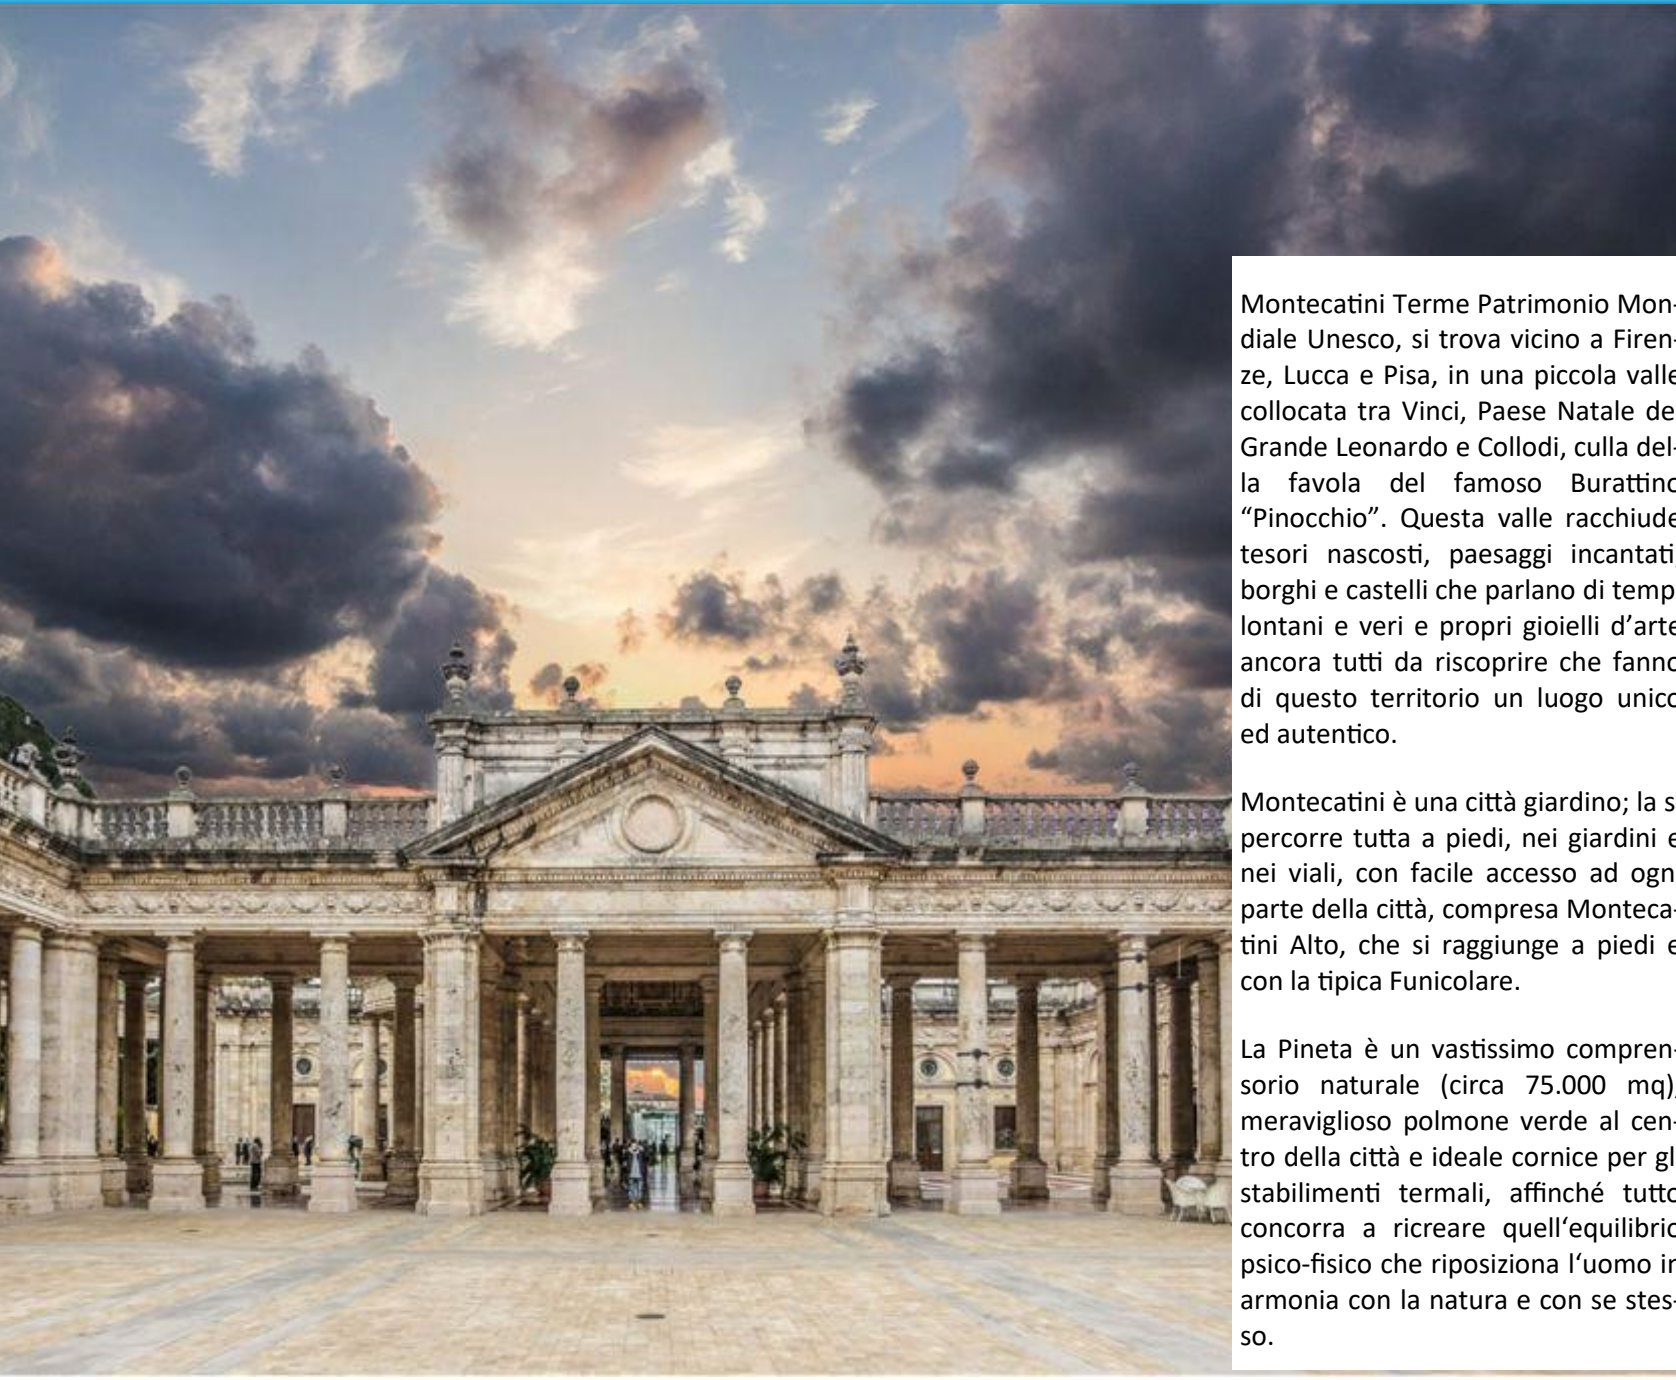 Montecatini Terme Patrimonio Mon-
diale Unesco, si trova vicino a Firen-
ze, Lucca e Pisa, in una piccola valle
collocata tra Vinci, Paese Natale de
Grande Leonardo e Collodi, culla del-
la favola del famoso Burattino
“Pinocchio”. Questa valle racchiude
tesori nascosti, paesaggi incantati,
borghi e castelli che parlano di temp
lontani e veri e propri gioielli d’arte
ancora tutti da riscoprire che fanno
di questo territorio un luogo unico
ed autentico.
Montecatini è una città giardino; la s
percorre tutta a piedi, nei giardini e
nei viali, con facile accesso ad ogn
parte della città, compresa Monteca-
tini Alto, che si raggiunge a piedi e
con la tipica Funicolare.
La Pineta è un vastissimo compren-
sorio naturale (circa 75.000 mq),
meraviglioso polmone verde al cen-
tro della città e ideale cornice per gl
stabilimenti termali, affinché tutto
concorra a ricreare quell‘equilibrio
psico-fisico che riposiziona l‘uomo in
armonia con la natura e con se stes-
so.